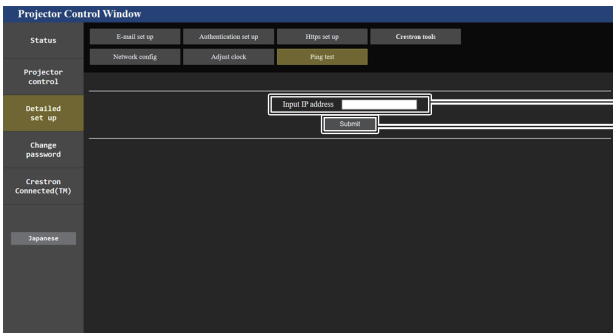 Projector Control Window
Status
E-mail set up
Authentication set up
Https set up
Crestron tools
Network config
Adjust clock
Ping test
Projector
control
Detailed
set up
Input IP address
Submit
Change
password
Crestron
Connected(TM)
Japanese